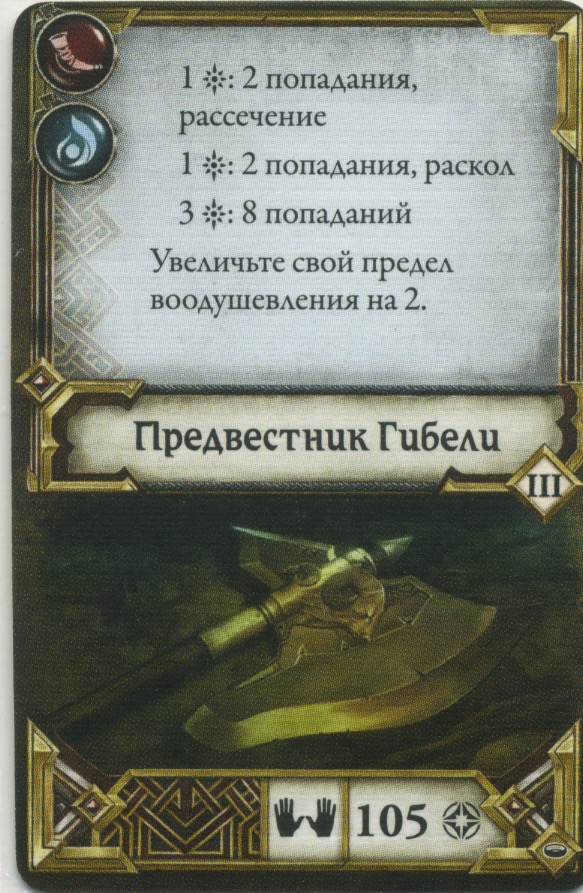 1 : 2 попадания,
рассечение
1 : 2 попадания, раскол
3 : 8 попаданий
Увеличьте свой предел
воодушевления на 2.
Предвестник Гибели
III
105